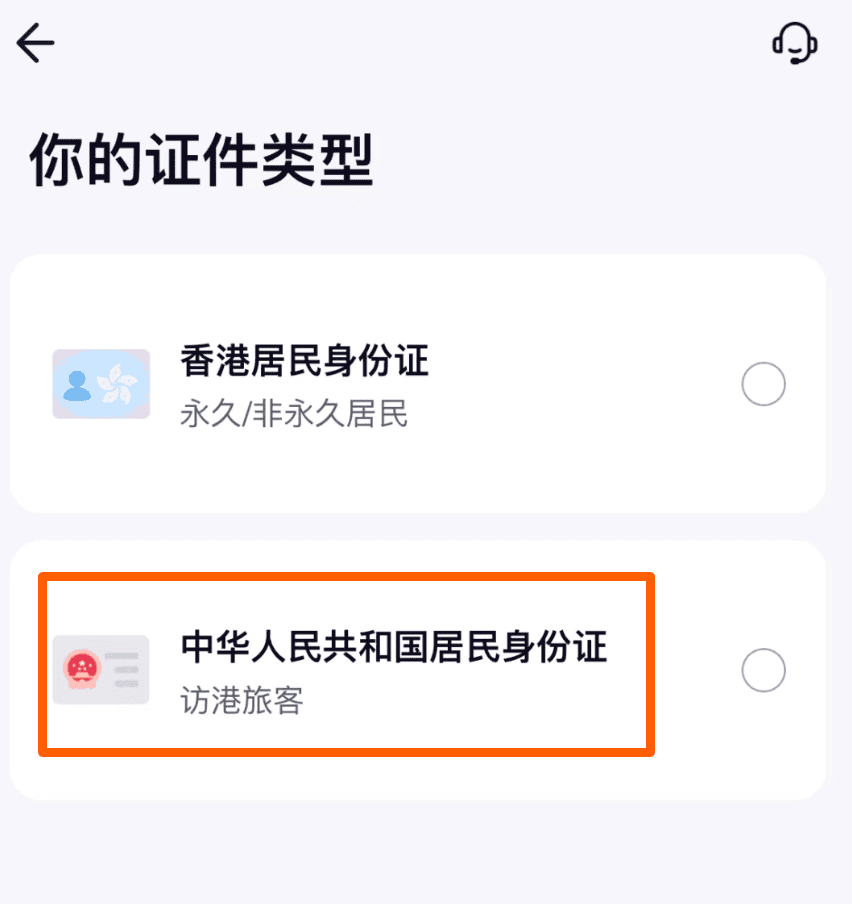 你的证件类型
香港居民身份证
永久/非永久居民
中华人民共和国居民身份证
访港旅客